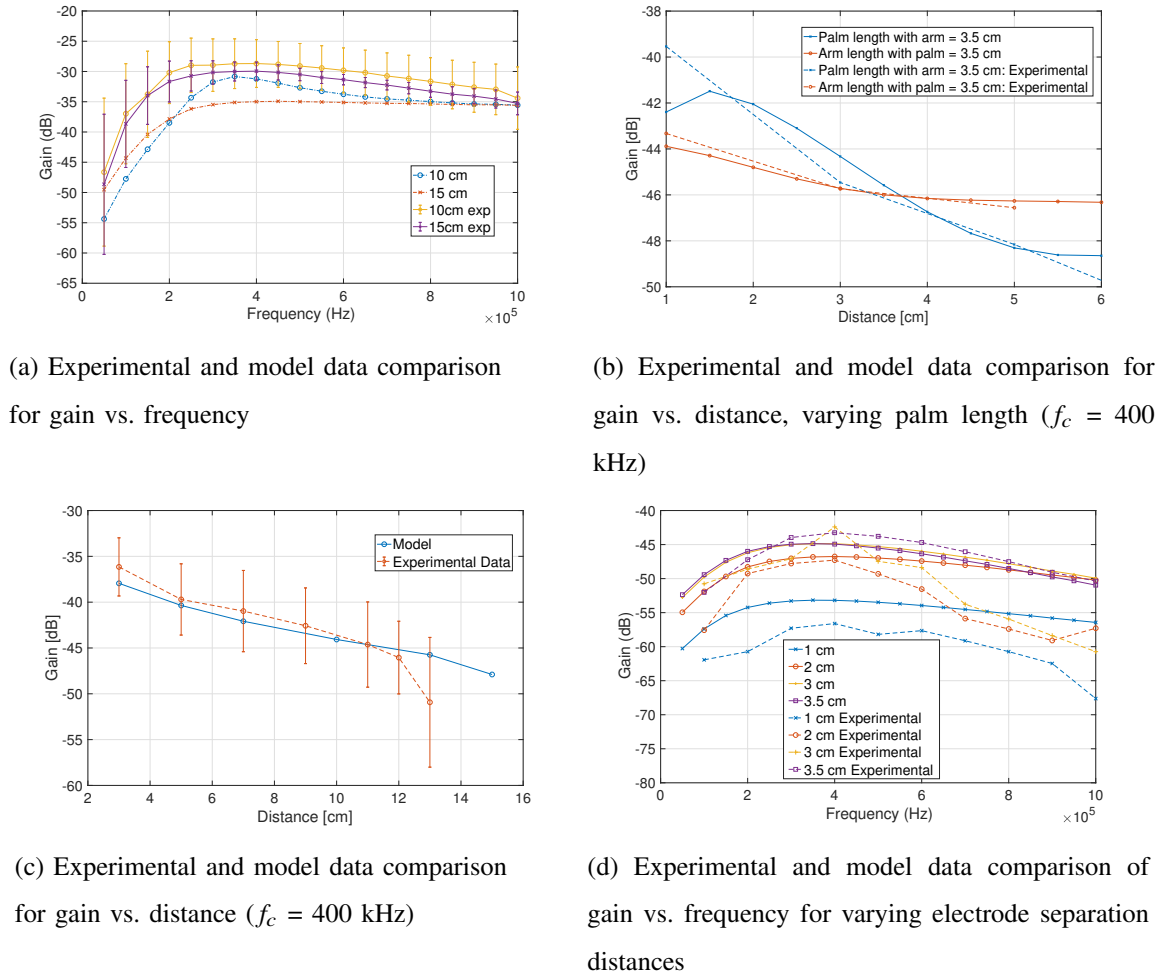 -20
-25
-30
-35
-40
-45
-50
-55
-60
-65
Gain (dB)
0 2 4 6 8 10
Frequency (Hz)
×10⁵
10 cm
15 cm
10cm exp
15cm exp
(a) Experimental and model data comparison
for gain vs. frequency
-38
-40
-42
-44
-46
-48
-50
Gain [dB]
1 2 3 4 5 6
Distance [cm]
Palm length with arm = 3.5 cm
Arm length with palm = 3.5 cm
Palm length with arm = 3.5 cm: Experimental
Arm length with palm = 3.5 cm: Experimental
(b) Experimental and model data comparison for
gain vs. distance, varying palm length (f_c = 400
kHz)
-30
-35
-40
-45
-50
-55
-60
Gain [dB]
2 4 6 8 10 12 14 16
Distance [cm]
Model
Experimental Data
(c) Experimental and model data comparison
for gain vs. distance (f_c = 400 kHz)
-40
-45
-50
-55
-60
-65
-70
-75
-80
Gain (dB)
0 2 4 6 8 10
Frequency (Hz)
×10⁵
1 cm
2 cm
3 cm
3.5 cm
1 cm Experimental
2 cm Experimental
3 cm Experimental
3.5 cm Experimental
(d) Experimental and model data comparison of
gain vs. frequency for varying electrode separation
distances